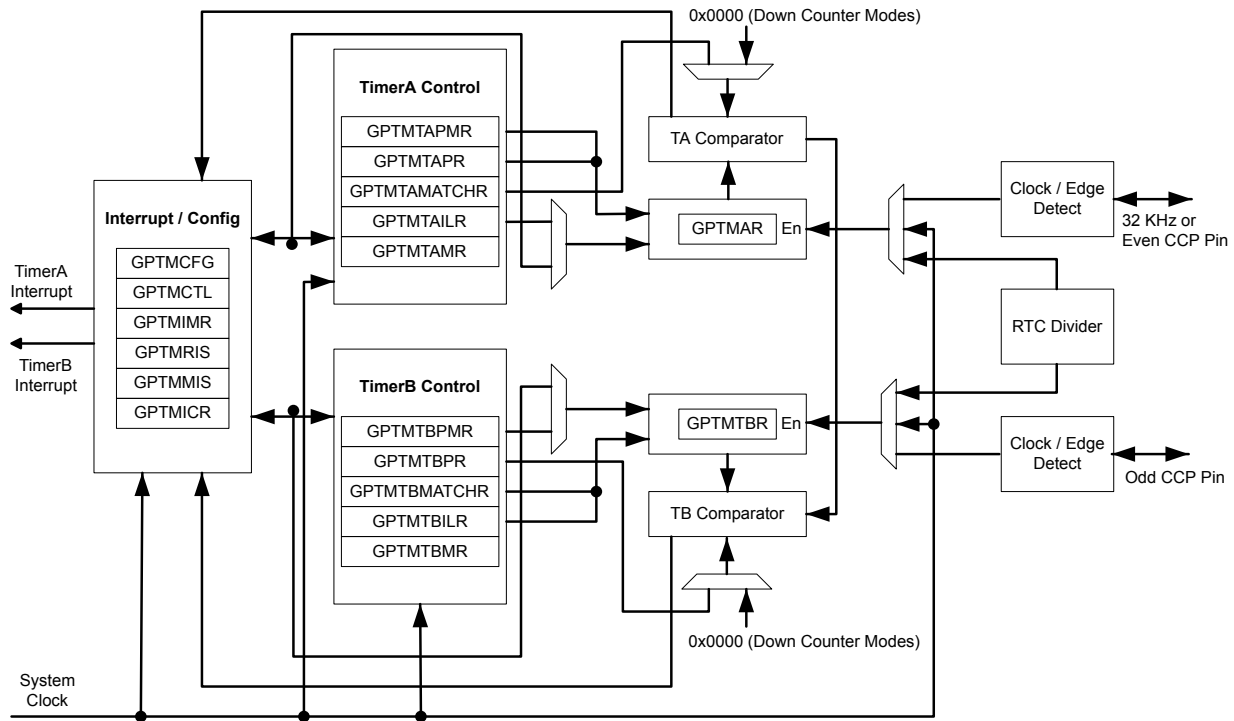 0x0000 (Down Counter Modes)
TimerA Control
GPTMTAPMR
GPTMTAPR
GPTMTAMATCHR
GPTMTAILR
GPTMTAMR
TA Comparator
GPTMAR
En
Clock / Edge
Detect
32 KHz or
Even CCP Pin
Interrupt / Config
GPTMCFG
GPTMCTL
GPTMIMR
GPTMRIS
GPTMMIS
GPTMICR
TimerA
Interrupt
TimerB
Interrupt
RTC Divider
TimerB Control
GPTMTBPMR
GPTMTBPR
GPTMTBMATCHR
GPTMTBILR
GPTMTBMR
GPTMTBR
En
TB Comparator
Clock / Edge
Detect
Odd CCP Pin
0x0000 (Down Counter Modes)
System
Clock